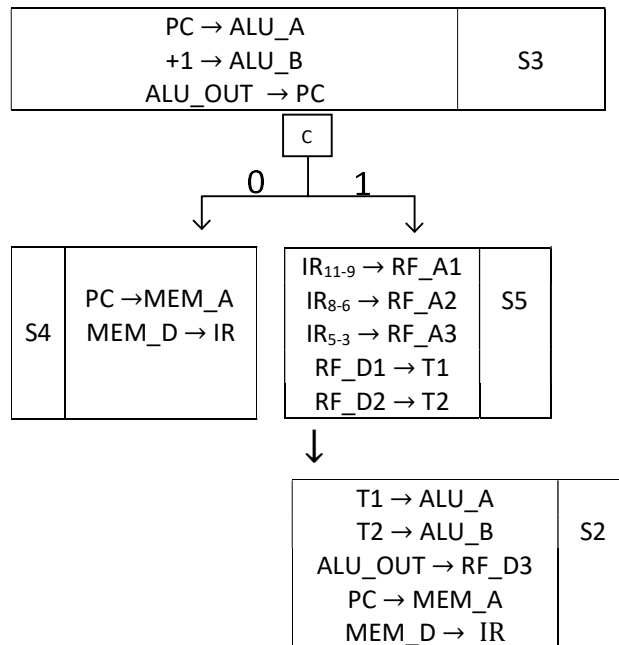 PC → ALU_A
+1 → ALU_B
ALU_OUT → PC
S3
C
0 1
S4
PC →MEM_A
MEM_D → IR
IR₁₁₋₉ → RF_A1
IR₈₋₆ → RF_A2
IR₅₋₃ → RF_A3
RF_D1 → T1
RF_D2 → T2
S5
T1 → ALU_A
T2 → ALU_B
ALU_OUT → RF_D3
PC → MEM_A
MEM_D → IR
S2